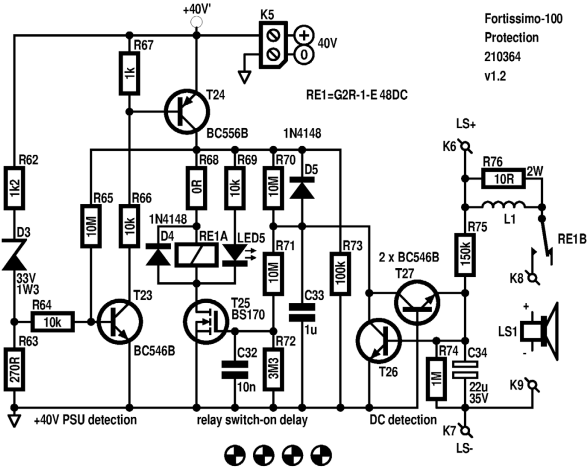 +40V'
K5
+
0
40V
Fortissimo-100
Protection
210364
v1.2
R67
1k
T24
BC556B
RE1=G2R-1-E 48DC
1N4148
LS+
K6
R76
2W
10R
L1
RE1B
K8
R62
1k2
R65
10M
R66
10k
R68
0R
R69
10k
R70
10M
D5
1N4148
D4
RE1A
LED5
R71
10M
R73
100k
R75
150k
2 x BC546B
T27
D3
33V
1W3
R64
10k
T23
BC546B
T25
BS170
C33
1u
T26
R74
1M
C34
22u
35V
+
LS1
-
R63
270R
C32
10n
R72
3M3
K9
K7
LS-
+40V PSU detection
relay switch-on delay
DC detection